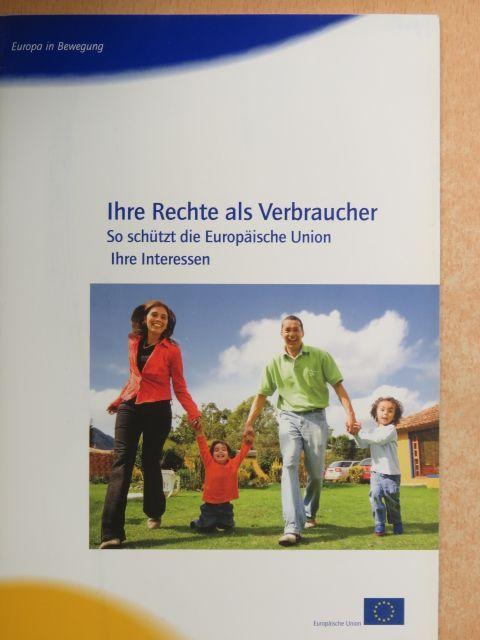 Europa in Bewegung
Ihre Rechte als Verbraucher
So schützt die Europäische Union
Ihre Interessen
Europäische Union